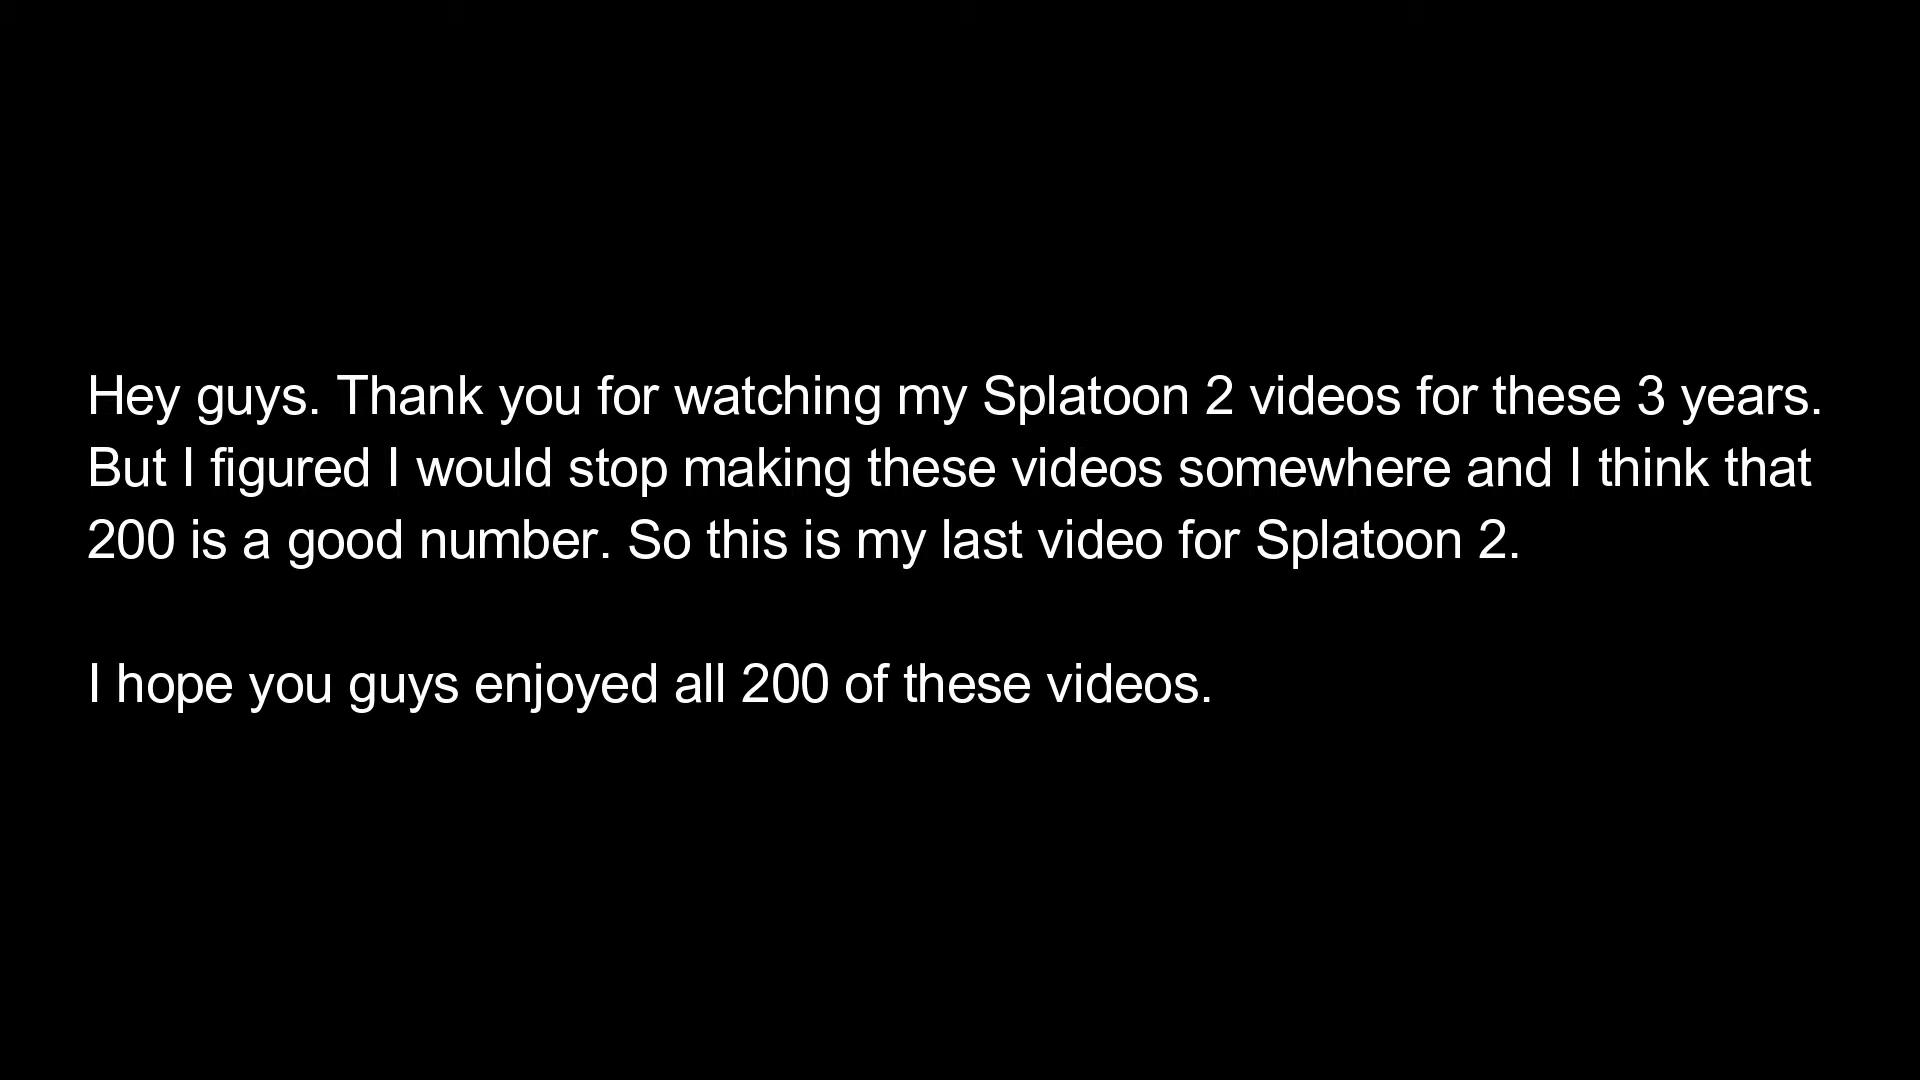 Hey guys. Thank you for watching my Splatoon 2 videos for these 3 years.
But I figured I would stop making these videos somewhere and I think that
200 is a good number. So this is my last video for Splatoon 2.
I hope you guys enjoyed all 200 of these videos.